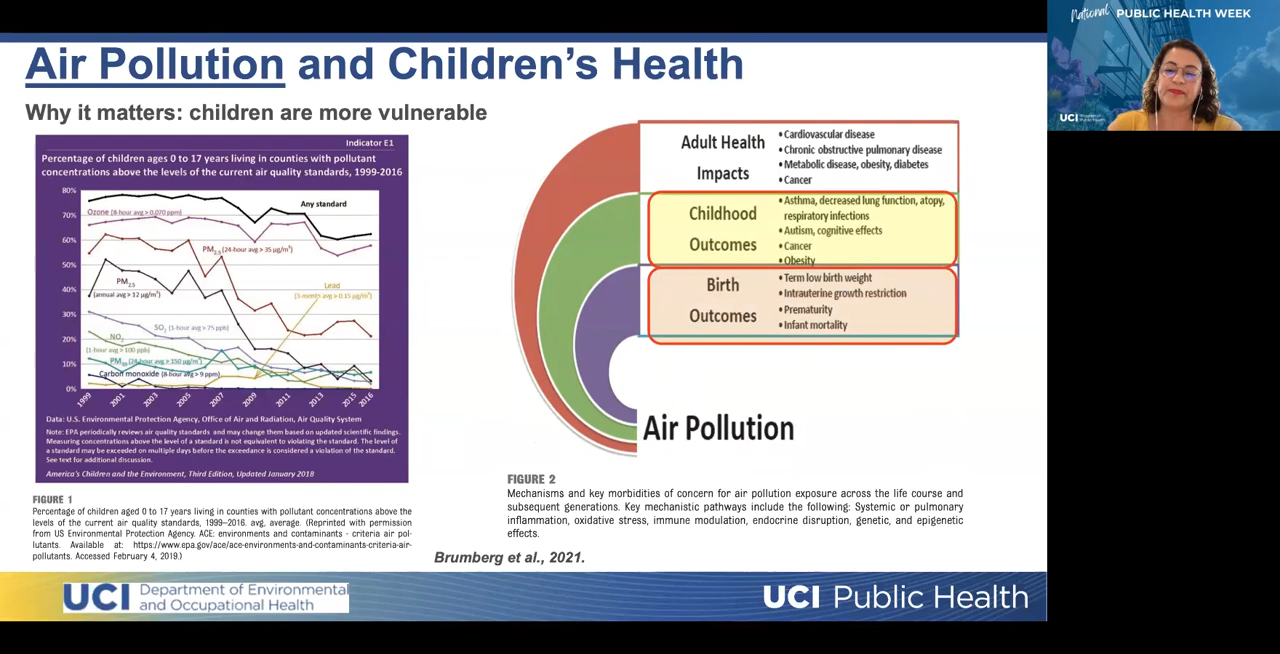 National PUBLIC HEALTH WEEK
UCI
Air Pollution and Children's Health
Why it matters: children are more vulnerable
Indicator E1
Percentage of children ages 0 to 17 years living in counties with pollutant
concentrations above the levels of the current air quality standards, 1999-2016
80%
70%
60%
50%
40%
30%
20%
10%
0%
Any standard
Ozone (8-hour avg > 0.070 ppm)
PM2.5 (24-hour avg > 35 µg/m³)
PM2.5
(annual avg > 12 µg/m³)
Lead
(3-month avg > 0.15 µg/m³)
SO2 (1-hour avg > 75 ppb)
NO2
(1-hour avg > 100 ppb)
PM10 (24-hour avg > 150 µg/m³)
Carbon monoxide (8-hour avg > 9 ppm)
1999
2001
2003
2005
2007
2009
2011
2013
2015
2016
Data: U.S. Environmental Protection Agency, Office of Air and Radiation, Air Quality System
Note: EPA periodically reviews air quality standards and may change them based on updated scientific findings.
Measuring concentrations above the level of a standard is not equivalent to violating the standard. The level of
a standard may be exceeded on multiple days before the exceedance is considered a violation of the standard.
See text for additional discussion.
America's Children and the Environment, Third Edition, Updated January 2018
FIGURE 1
Percentage of children aged 0 to 17 years living in counties with pollutant concentrations above the
levels of the current air quality standards, 1999–2016. avg, average. (Reprinted with permission
from US Environmental Protection Agency. ACE: environments and contaminants - criteria air pol-
lutants. Available at: https://www.epa.gov/ace/ace-environments-and-contaminants-criteria-air-
pollutants. Accessed February 4, 2019.)
Adult Health
Impacts
• Cardiovascular disease
• Chronic obstructive pulmonary disease
• Metabolic disease, obesity, diabetes
• Cancer
Childhood
Outcomes
• Asthma, decreased lung function, atopy,
respiratory infections
• Autism, cognitive effects
• Cancer
• Obesity
Birth
Outcomes
• Term low birth weight
• Intrauterine growth restriction
• Prematurity
• Infant mortality
Air Pollution
FIGURE 2
Mechanisms and key morbidities of concern for air pollution exposure across the life course and
subsequent generations. Key mechanistic pathways include the following: Systemic or pulmonary
inflammation, oxidative stress, immune modulation, endocrine disruption, genetic, and epigenetic
effects.
Brumberg et al., 2021.
UCI Department of Environmental
and Occupational Health
UCI Public Health